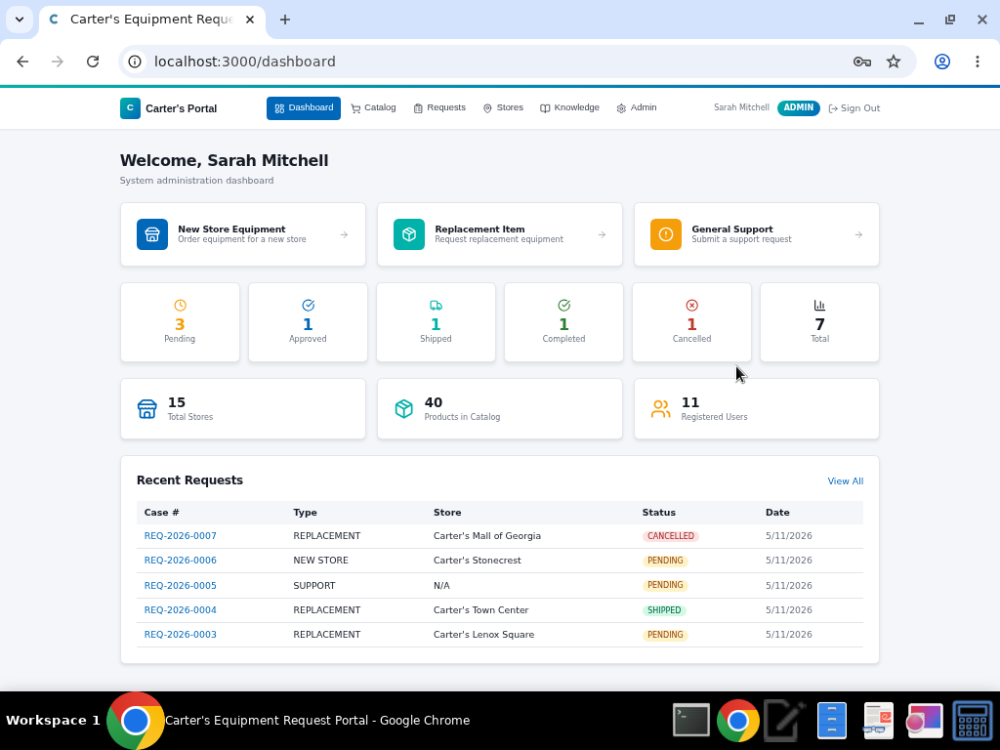 Carter's Equipment Reque
localhost:3000/dashboard
C Carter's Portal Dashboard Catalog Requests Stores Knowledge Admin Sarah Mitchell ADMIN Sign Out
Welcome, Sarah Mitchell
System administration dashboard
New Store Equipment
Order equipment for a new store
Replacement Item
Request replacement equipment
General Support
Submit a support request
3
Pending
1
Approved
1
Shipped
1
Completed
1
Cancelled
7
Total
15
Total Stores
40
Products in Catalog
11
Registered Users
Recent Requests View All
Case # Type Store Status Date
REQ-2026-0007 REPLACEMENT Carter's Mall of Georgia CANCELLED 5/11/2026
REQ-2026-0006 NEW STORE Carter's Stonecrest PENDING 5/11/2026
REQ-2026-0005 SUPPORT N/A PENDING 5/11/2026
REQ-2026-0004 REPLACEMENT Carter's Town Center SHIPPED 5/11/2026
REQ-2026-0003 REPLACEMENT Carter's Lenox Square PENDING 5/11/2026
Workspace 1 Carter's Equipment Request Portal - Google Chrome